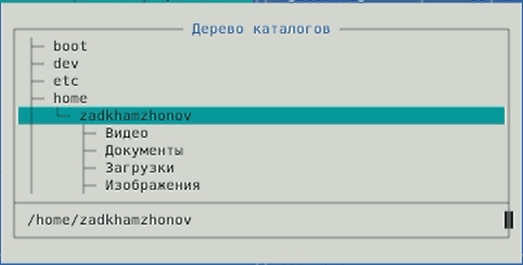 Дерево каталогов
boot
dev
etc
home
zadkhamzhonov
Видео
Документы
Загрузки
Изображения
/home/zadkhamzhonov